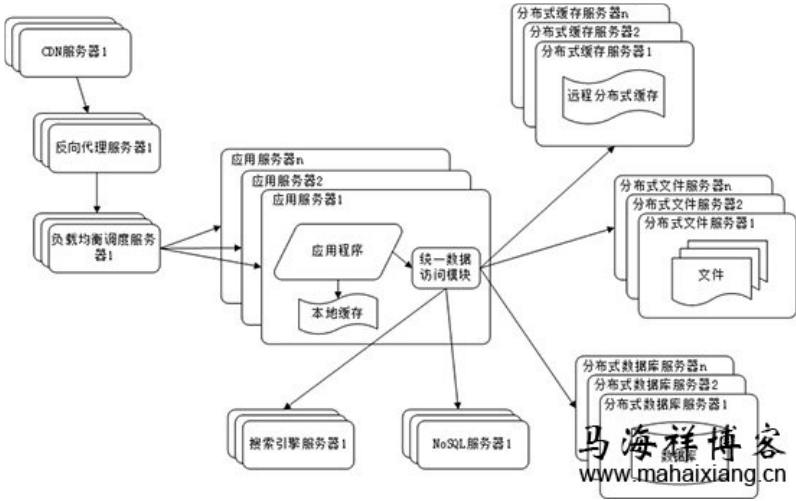 CDN服务器1
反向代理服务器1
负载均衡调度服务
器1
应用服务器n
应用服务器2
应用服务器1
应用程序
本地缓存
统一数据
访问模块
搜索引擎服务器1
NoSQL服务器1
分布式缓存服务器n
分布式缓存服务器2
分布式缓存服务器1
远程分布式缓存
分布式文件服务器n
分布式文件服务器2
分布式文件服务器1
文件
分布式数据库服务器n
分布式数据库服务器2
分布式数据库服务器1
数据库
马海祥博客
www.mahaixiang.cn